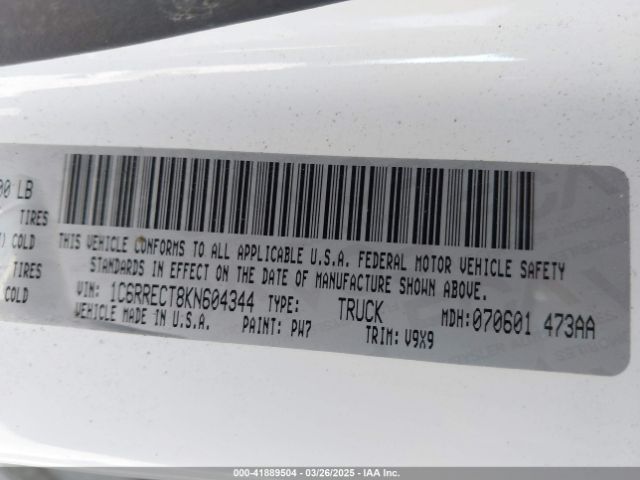 00 LB
TIRES
COLD
TIRES
COLD
THIS VEHICLE CONFORMS TO ALL APPLICABLE U.S.A. FEDERAL MOTOR VEHICLE SAFETY
STANDARDS IN EFFECT ON THE DATE OF MANUFACTURE SHOWN ABOVE.
VIN: 1C6RRECT8KN604344 TYPE: TRUCK MDH: 070601 473AA
VEHICLE MADE IN U.S.A. PAINT: PW7 TRIM: V9X9
000-41889504 | 03/26/2025 | IAA, Inc.